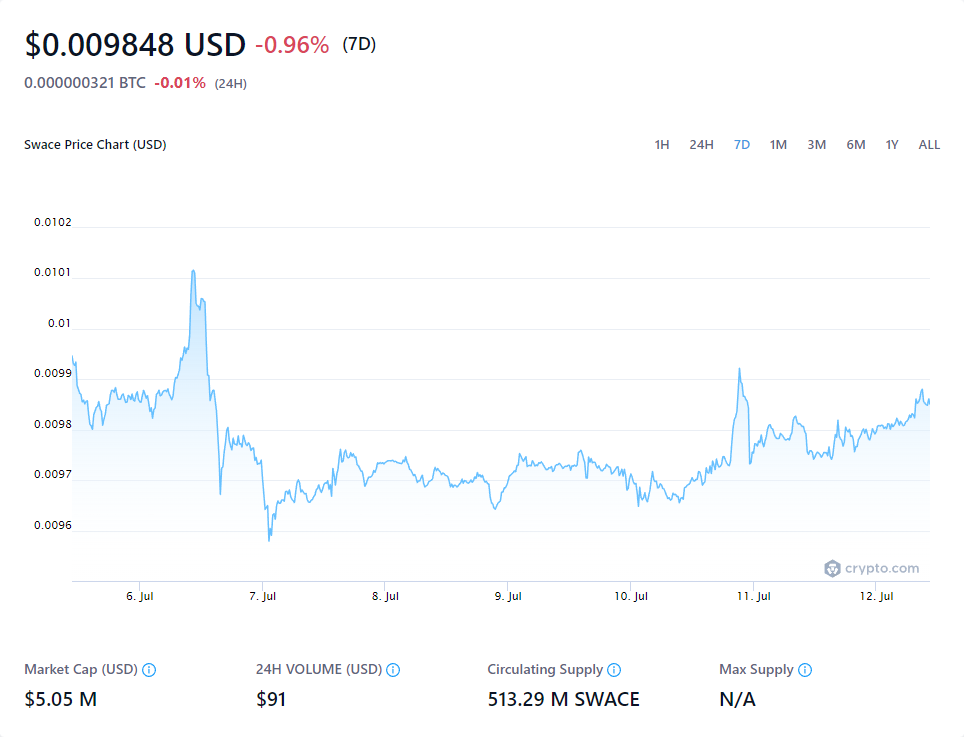 $0.009848 USD -0.96% (7D)
0.000000321 BTC -0.01% (24H)
Swace Price Chart (USD) 1H 24H 7D 1M 3M 6M 1Y ALL
0.0102
0.0101
0.01
0.0099
0.0098
0.0097
0.0096
crypto.com
6. Jul 7. Jul 8. Jul 9. Jul 10. Jul 11. Jul 12. Jul
Market Cap (USD) 24H VOLUME (USD) Circulating Supply Max Supply
$5.05 M $91 513.29 M SWACE N/A